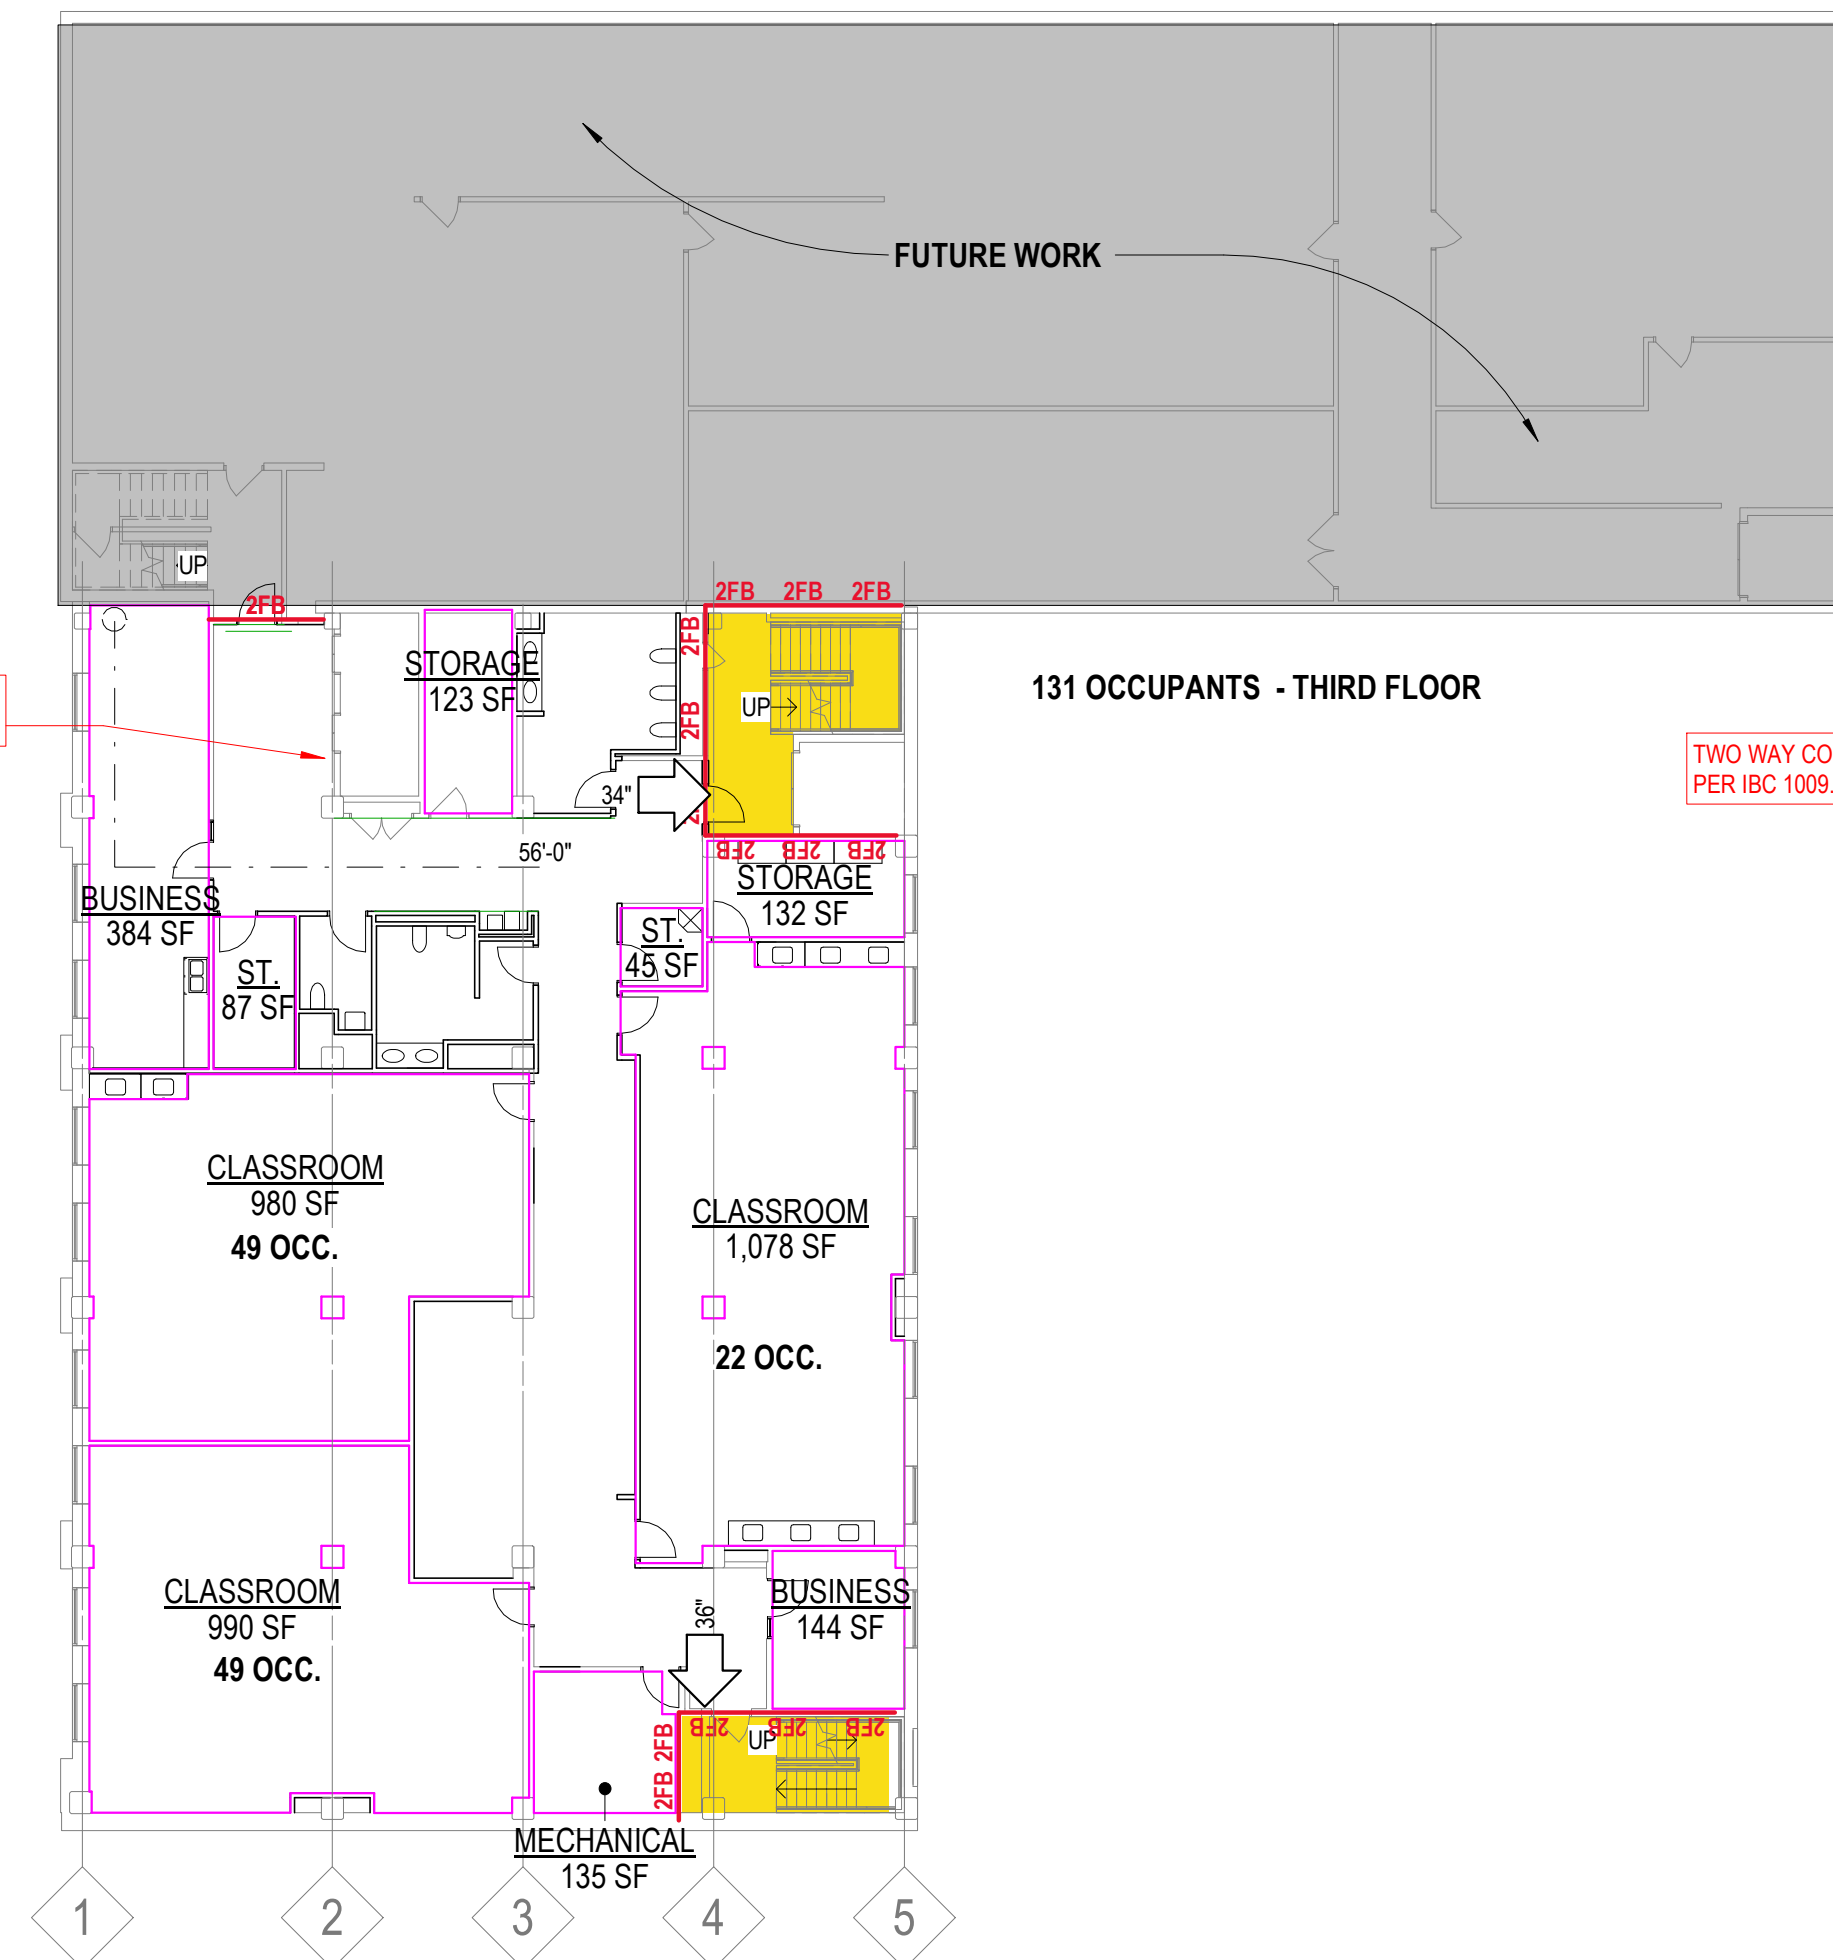 FUTURE WORK
UP
2FB
2FB
2FB
2FB
2FB
2FB
UP
STORAGE
123 SF
131 OCCUPANTS - THIRD FLOOR
TWO WAY CO
PER IBC 1009.
34"
56'-0"
2FB
2FB
2FB
STORAGE
132 SF
BUSINESS
384 SF
ST.
45 SF
ST.
87 SF
CLASSROOM
980 SF
49 OCC.
CLASSROOM
1,078 SF
22 OCC.
CLASSROOM
990 SF
49 OCC.
36"
BUSINESS
144 SF
2FB
2FB
2FB
UP
2FB
2FB
MECHANICAL
135 SF
1
2
3
4
5